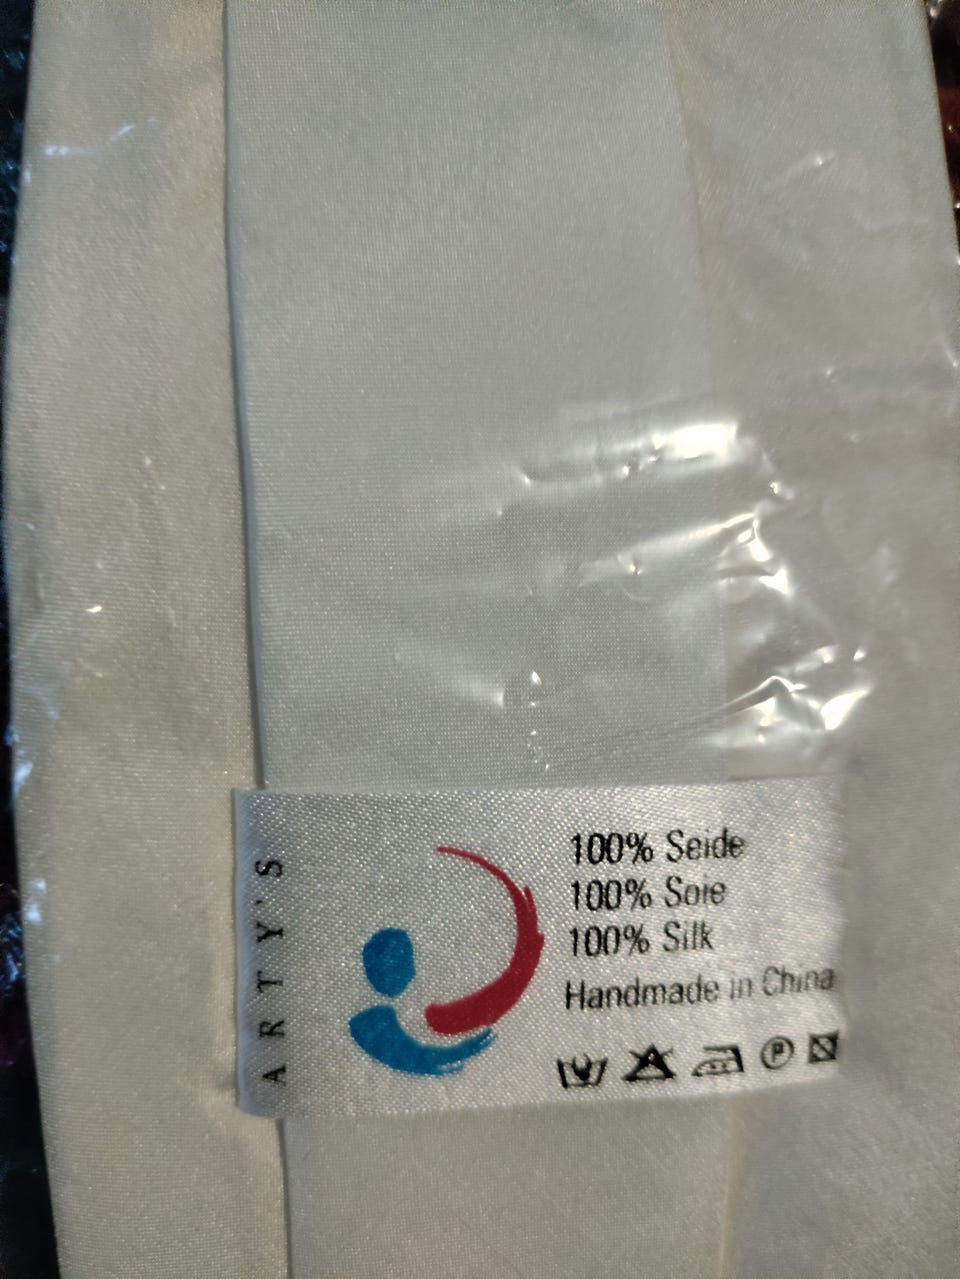 ARTY'S
100% Seide
100% Soie
100% Silk
Handmade in China
P